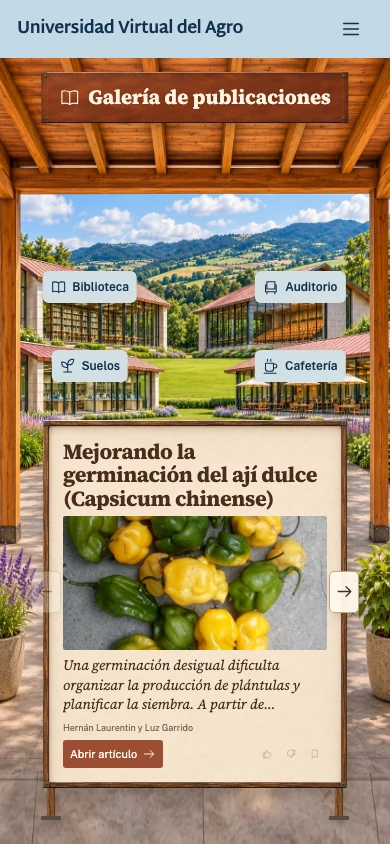 Universidad Virtual del Agro
Galería de publicaciones
Biblioteca
Auditorio
Suelos
Cafetería
Mejorando la
germinación del ají dulce
(Capsicum chinense)
Una germinación desigual dificulta
organizar la producción de plántulas y
planificar la siembra. A partir de...
Hernán Laurentin y Luz Garrido
Abrir artículo →